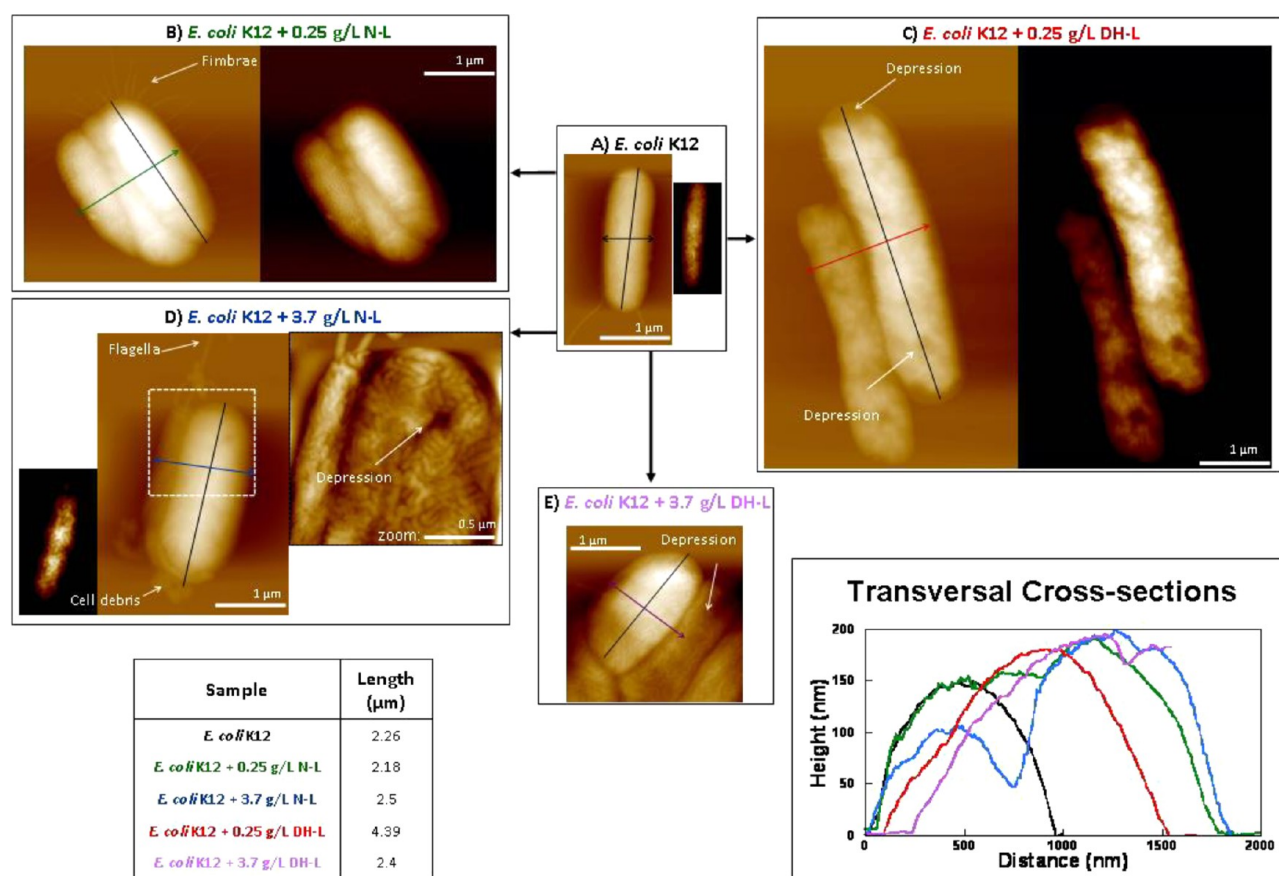 B) E. coli K12 + 0.25 g/L N-L
Fimbrae
1 µm
A) E. coli K12
1 µm
C) E. coli K12 + 0.25 g/L DH-L
Depression
Depression
1 µm
D) E. coli K12 + 3.7 g/L N-L
Flagella
Depression
zoom:
0.5 µm
Cell debris
1 µm
E) E. coli K12 + 3.7 g/L DH-L
1 µm
Depression
Sample
Length
(µm)
E. coli K12
2.26
E. coli K12 + 0.25 g/L N-L
2.18
E. coli K12 + 3.7 g/L N-L
2.5
E. coli K12 + 0.25 g/L DH-L
4.39
E. coli K12 + 3.7 g/L DH-L
2.4
Transversal Cross-sections
Height (nm)
200
150
100
50
0
0
500
1000
1500
2000
Distance (nm)